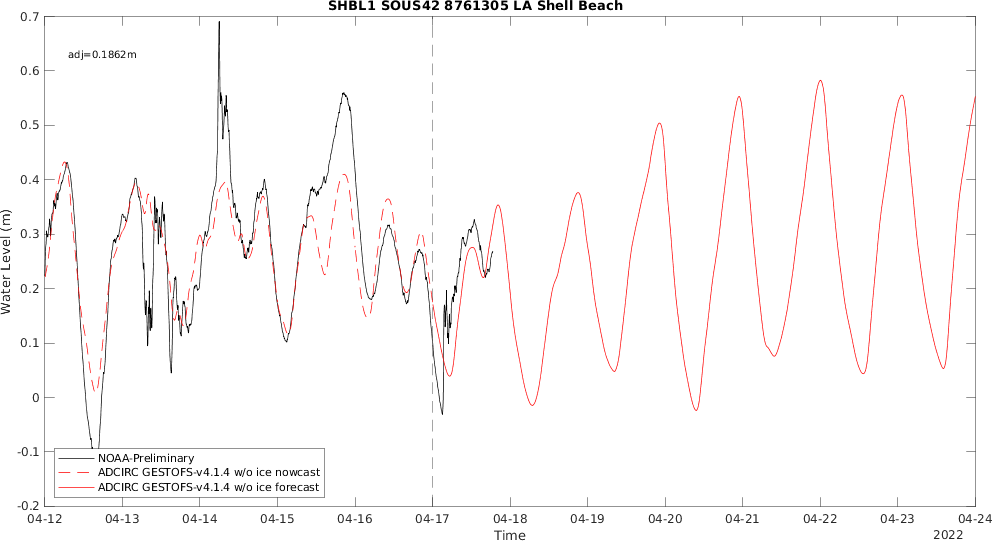 SHBL1 SOUS42 8761305 LA Shell Beach
adj=0.1862m
Water Level (m)
0.7
0.6
0.5
0.4
0.3
0.2
0.1
0
-0.1
-0.2
NOAA-Preliminary
ADCIRC GESTOFS-v4.1.4 w/o ice nowcast
ADCIRC GESTOFS-v4.1.4 w/o ice forecast
04-12 04-13 04-14 04-15 04-16 04-17 04-18 04-19 04-20 04-21 04-22 04-23 04-24
Time
2022